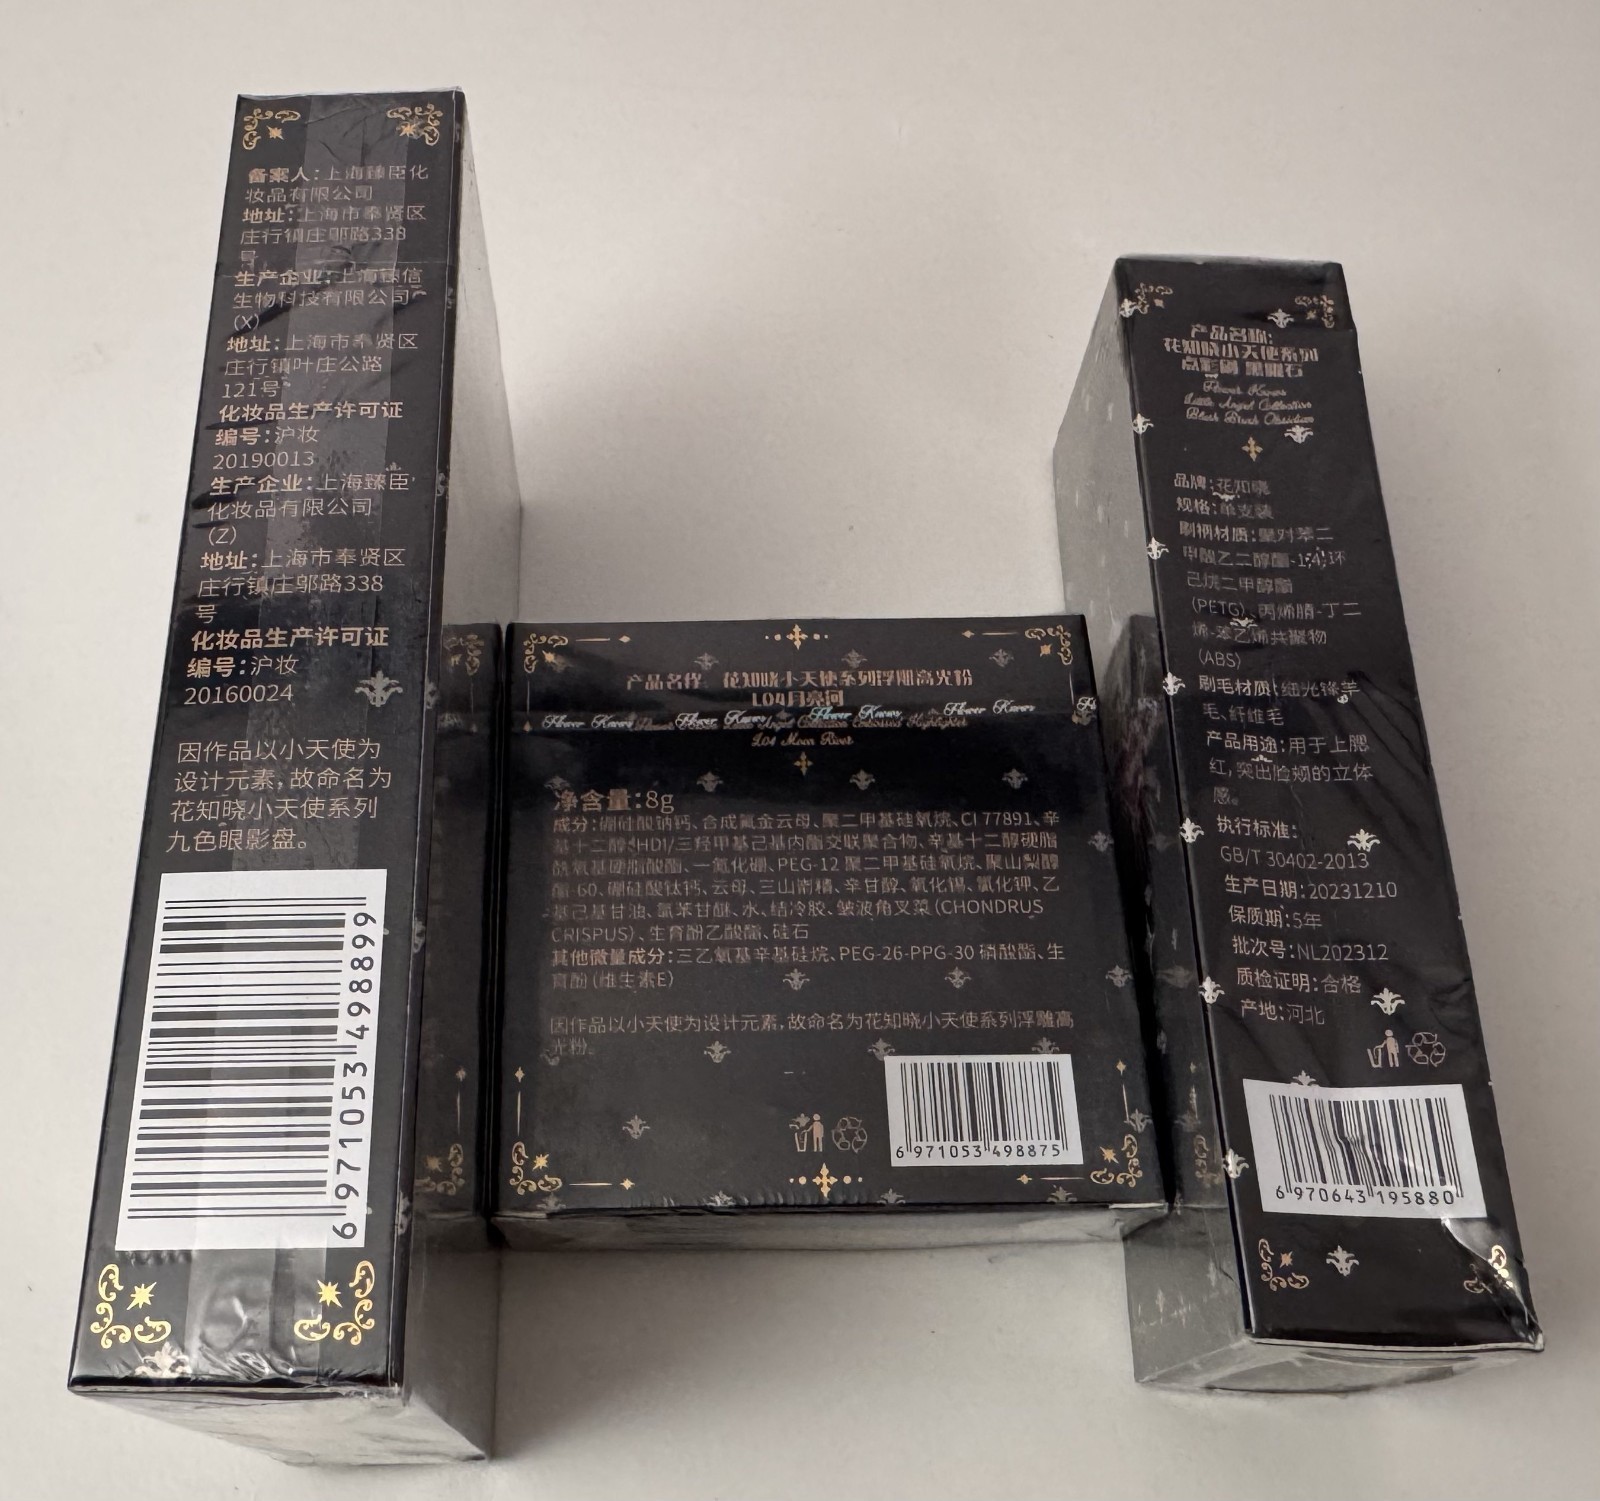 备案人:上海臻臣化
妆品有限公司
地址:上海市奉贤区
庄行镇庄邬路338
号
生产企业:上海臻信
生物科技有限公司
(X)
地址:上海市奉贤区
庄行镇叶庄公路
121号
化妆品生产许可证
编号:沪妆
20190013
生产企业:上海臻臣
化妆品有限公司
(Z)
地址:上海市奉贤区
庄行镇庄邬路338
号
化妆品生产许可证
编号:沪妆
20160024
因作品以小天使为
设计元素,故命名为
花知晓小天使系列
九色眼影盘。
6971053498899
产品名称:花知晓小天使系列浮雕高光粉
L04月亮河
Flower Knows Flower Knows Flower Knows Flower Knows
Flower Knows Little Angel Collection Embossed Highlighter
L04 Moon River
净含量:8g
成分:硼硅酸钠钙、合成氟金云母、聚二甲基硅氧烷、CI 77891、辛
基十二醇、HDI/三羟甲基己基内酯交联聚合物、辛基十二醇硬脂
酰氧基硬脂酸酯、一氮化硼、PEG-12 聚二甲基硅氧烷、聚山梨醇
酯-60、硼硅酸钛钙、云母、三山嵛精、辛甘醇、氧化锡、氯化钾、乙
基己基甘油、氯苯甘醚、水、结冷胶、皱波角叉菜(CHONDRUS
CRISPUS)、生育酚乙酸酯、硅石
其他微量成分:三乙氧基辛基硅烷、PEG-26-PPG-30 磷酸酯、生
育酚(维生素E)
因作品以小天使为设计元素,故命名为花知晓小天使系列浮雕高
光粉。
6 971053 498875
产品名称:
花知晓小天使系列
点彩刷 黑曜石
Flower Knows
Little Angel Collection
Blush Brush Obsidian
品牌:花知晓
规格:单支装
刷柄材质:聚对苯二
甲酸乙二醇酯-1,4-环
己烷二甲醇酯
(PETG)、丙烯腈-丁二
烯-苯乙烯共聚物
(ABS)
刷毛材质:细光锋羊
毛、纤维毛
产品用途:用于上腮
红,突出脸颊的立体
感。
执行标准:
GB/T 30402-2013
生产日期:20231210
保质期:5年
批次号:NL202312
质检证明:合格
产地:河北
6 970643 195880